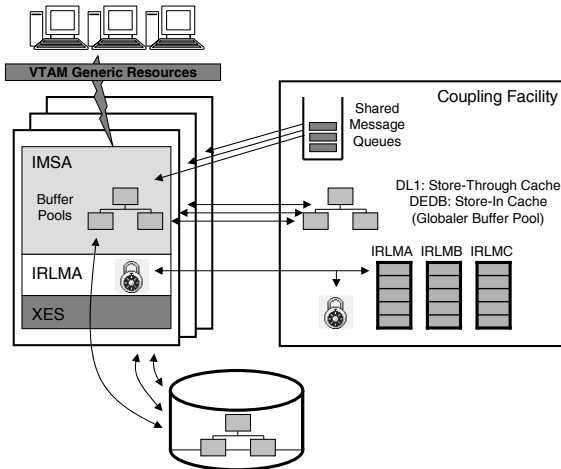 VTAM Generic Resources
Coupling Facility
Shared
Message
Queues
IMSA
Buffer
Pools
DL1: Store-Through Cache
DEDB: Store-In Cache
(Globaler Buffer Pool)
IRLMA IRLMB IRLMC
IRLMA
XES